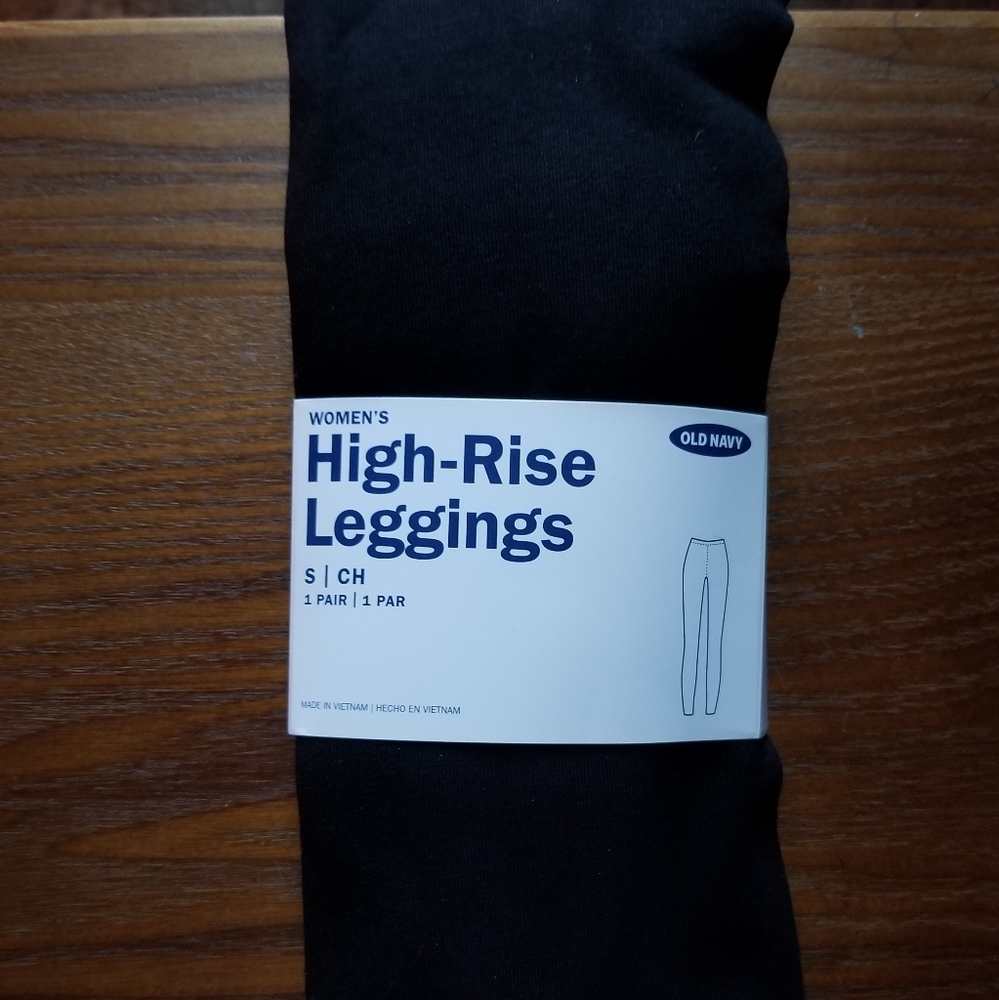 WOMEN'S
High-Rise
Leggings
OLD NAVY
S | CH
1 PAIR | 1 PAR
MADE IN VIETNAM | HECHO EN VIETNAM